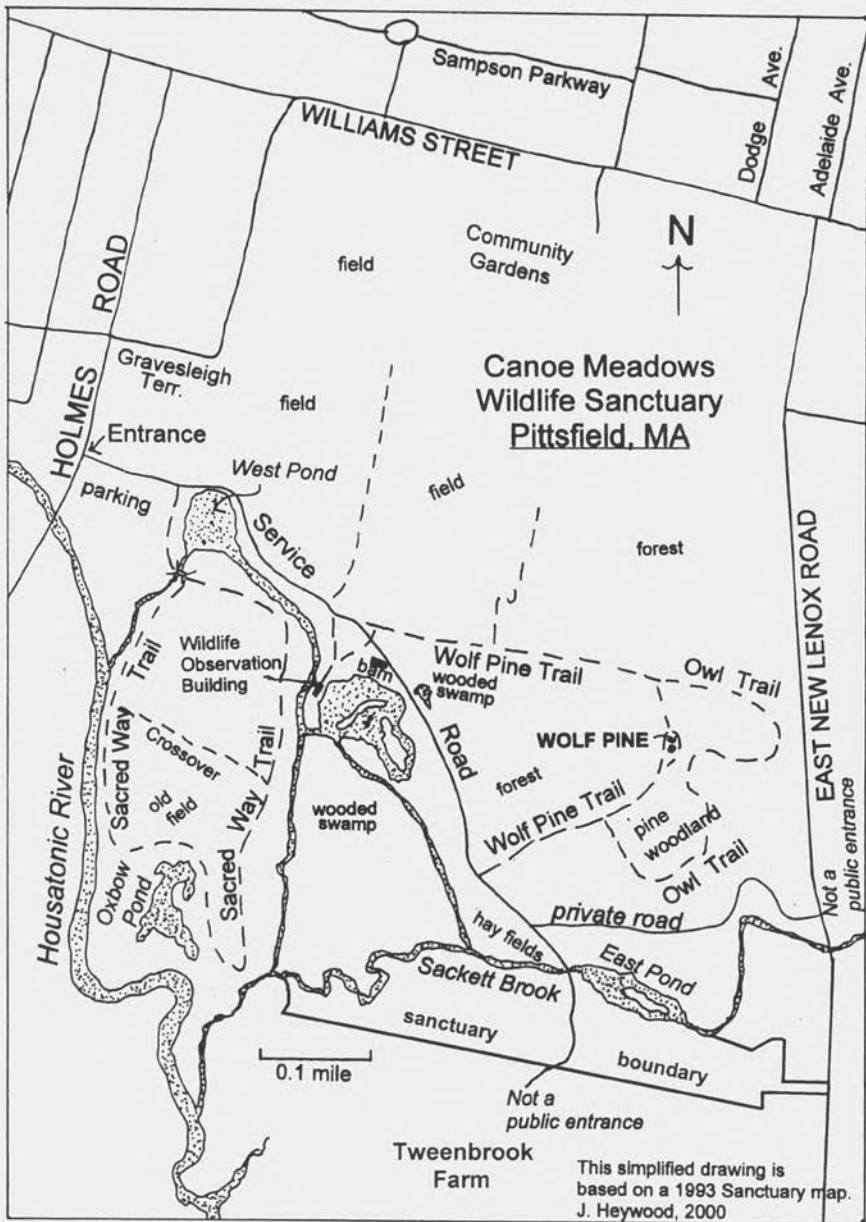 Sampson Parkway
WILLIAMS STREET
Dodge Ave.
Adelaide Ave.
HOLMES ROAD
field
Community
Gardens
N
Gravesleigh
Terr.
Entrance
parking
field
West Pond
Canoe Meadows
Wildlife Sanctuary
Pittsfield, MA
field
forest
Service Road
EAST NEW LENOX ROAD
Wildlife
Observation
Building
barn
wooded
swamp
Wolf Pine Trail
Owl Trail
WOLF PINE
Sacred Way Trail
Crossover
old
field
Sacred Way Trail
wooded
swamp
forest
Wolf Pine Trail
pine
woodland
Owl Trail
Housatonic River
Oxbow
Pond
private road
Not a
public entrance
hay fields
Sackett Brook
East Pond
sanctuary boundary
0.1 mile
Not a
public entrance
Tweenbrook
Farm
This simplified drawing is
based on a 1993 Sanctuary map.
J. Heywood, 2000